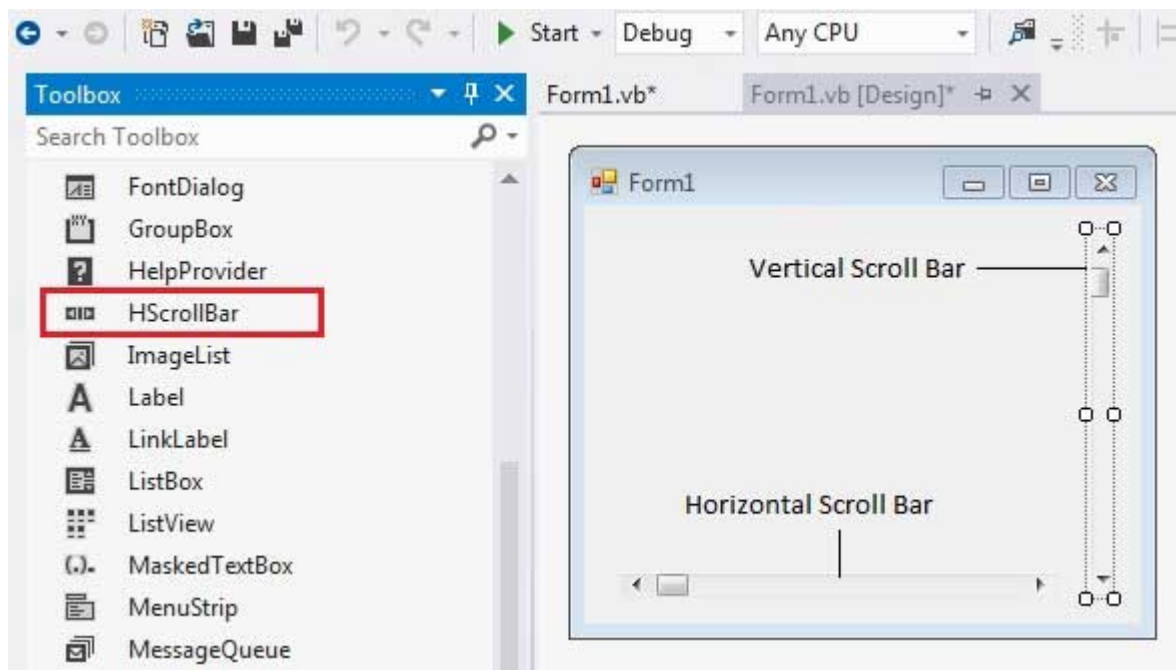 Start Debug Any CPU
Toolbox
Form1.vb* Form1.vb [Design]*
Search Toolbox
FontDialog
GroupBox
HelpProvider
HScrollBar
ImageList
Label
LinkLabel
ListBox
ListView
MaskedTextBox
MenuStrip
MessageQueue
Form1
Vertical Scroll Bar
Horizontal Scroll Bar